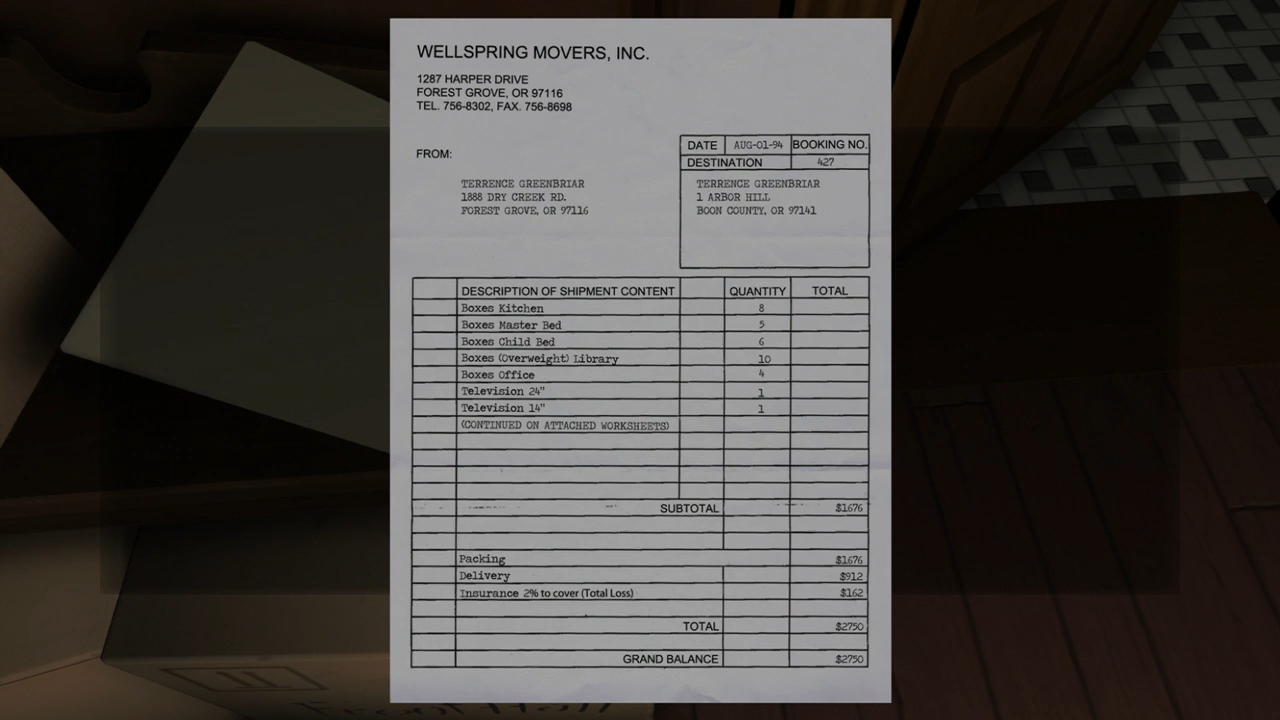 WELLSPRING MOVERS, INC.
1287 HARPER DRIVE
FOREST GROVE, OR 97116
TEL. 756-8302, FAX. 756-8698
DATE AUG-01-94 BOOKING NO.
DESTINATION 427
FROM:
TERRENCE GREENBRIAR
1888 DRY CREEK RD.
FOREST GROVE, OR 97116
TERRENCE GREENBRIAR
1 ARBOR HILL
BOON COUNTY, OR 97141
DESCRIPTION OF SHIPMENT CONTENT QUANTITY TOTAL
Boxes Kitchen 8
Boxes Master Bed 5
Boxes Child Bed 6
Boxes (Overweight) Library 10
Boxes Office 4
Television 24" 1
Television 14" 1
(CONTINUED ON ATTACHED WORKSHEETS)
SUBTOTAL $1676
Packing $1676
Delivery $912
Insurance 2% to cover (Total Loss) $162
TOTAL $2750
GRAND BALANCE $2750